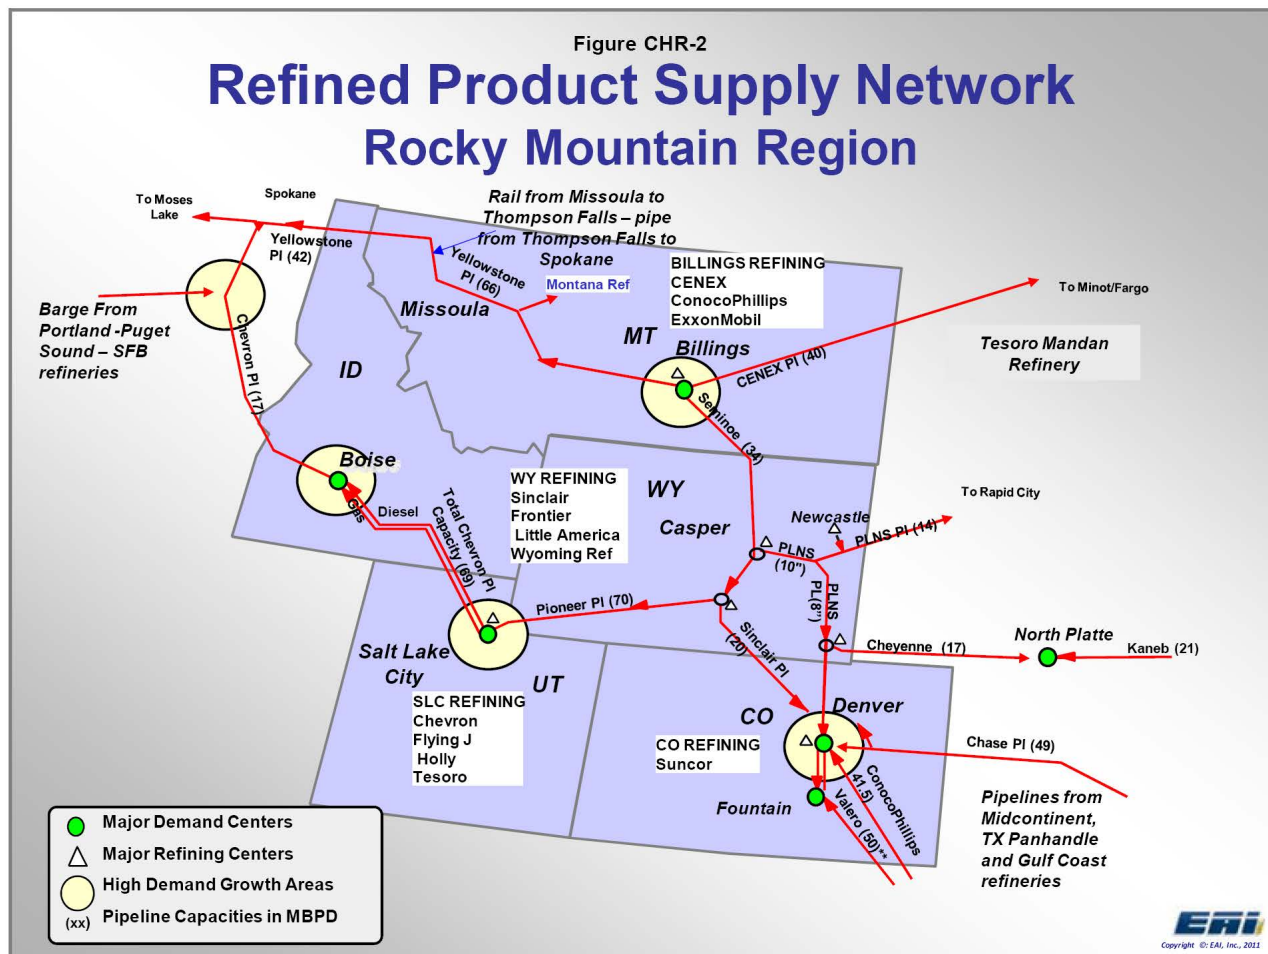 Figure CHR-2
Refined Product Supply Network
Rocky Mountain Region
To Moses
Lake
Spokane
Yellowstone
Pl (42)
Rail from Missoula to
Thompson Falls – pipe
from Thompson Falls to
Spokane
Yellowstone
Pl (66)
Montana Ref
BILLINGS REFINING
CENEX
ConocoPhillips
ExxonMobil
To Minot/Fargo
Barge From
Portland -Puget
Sound – SFB
refineries
Chevron Pl (17)
Missoula
MT
Billings
CENEX Pl (40)
Tesoro Mandan
Refinery
ID
Seminoe (34)
Boise
Gas
Diesel
Total Chevron Pl
Capacity (69)
WY REFINING
Sinclair
Frontier
Little America
Wyoming Ref
WY
Casper
Newcastle
To Rapid City
PLNS Pl (14)
PLNS
(10")
PLNS
PL(8")
Pioneer Pl (70)
Sinclair Pl
(20)
Cheyenne (17)
North Platte
Kaneb (21)
Salt Lake
City
UT
SLC REFINING
Chevron
Flying J
Holly
Tesoro
CO
Denver
CO REFINING
Suncor
Chase Pl (49)
ConocoPhillips
41.5)
Valero (50)**
Fountain
Pipelines from
Midcontinent,
TX Panhandle
and Gulf Coast
refineries
Major Demand Centers
Major Refining Centers
High Demand Growth Areas
(xx) Pipeline Capacities in MBPD
EAI
Copyright ©: EAI, Inc., 2011